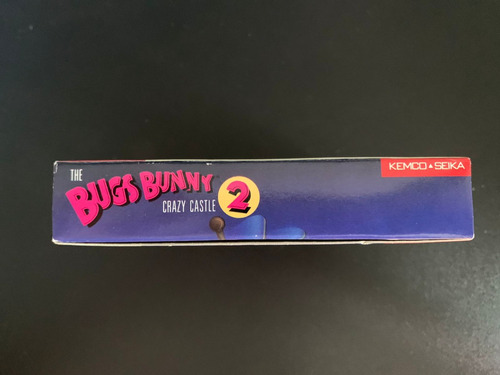 THE
BUGS BUNNY
CRAZY CASTLE 2
KEMCO▲SEIKA